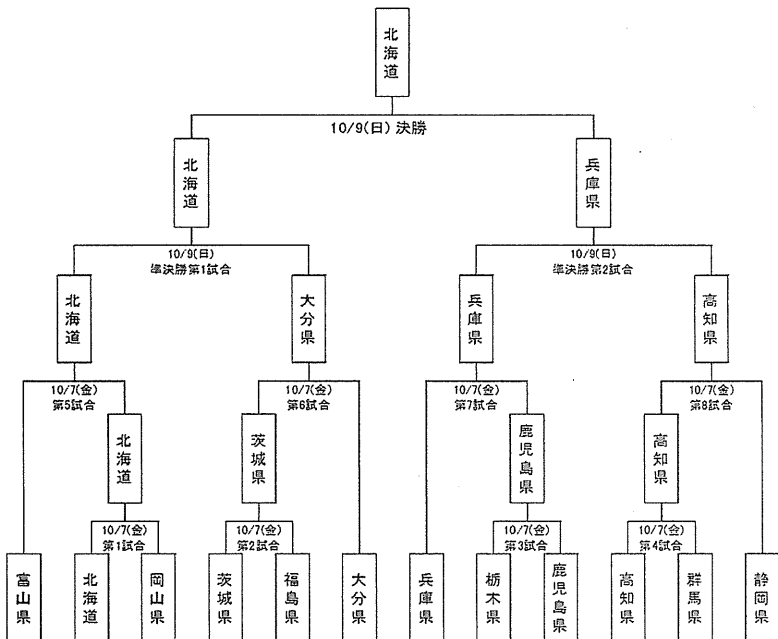 北海道
10/9(日) 決勝
北海道
兵庫県
10/9(日)
準決勝第1試合
10/9(日)
準決勝第2試合
北海道
大分県
兵庫県
高知県
10/7(金)
第5試合
10/7(金)
第6試合
10/7(金)
第7試合
10/7(金)
第8試合
北海道
茨城県
鹿児島県
高知県
10/7(金)
第1試合
10/7(金)
第2試合
10/7(金)
第3試合
10/7(金)
第4試合
富山県
北海道
岡山県
茨城県
福島県
大分県
兵庫県
栃木県
鹿児島県
高知県
群馬県
静岡県